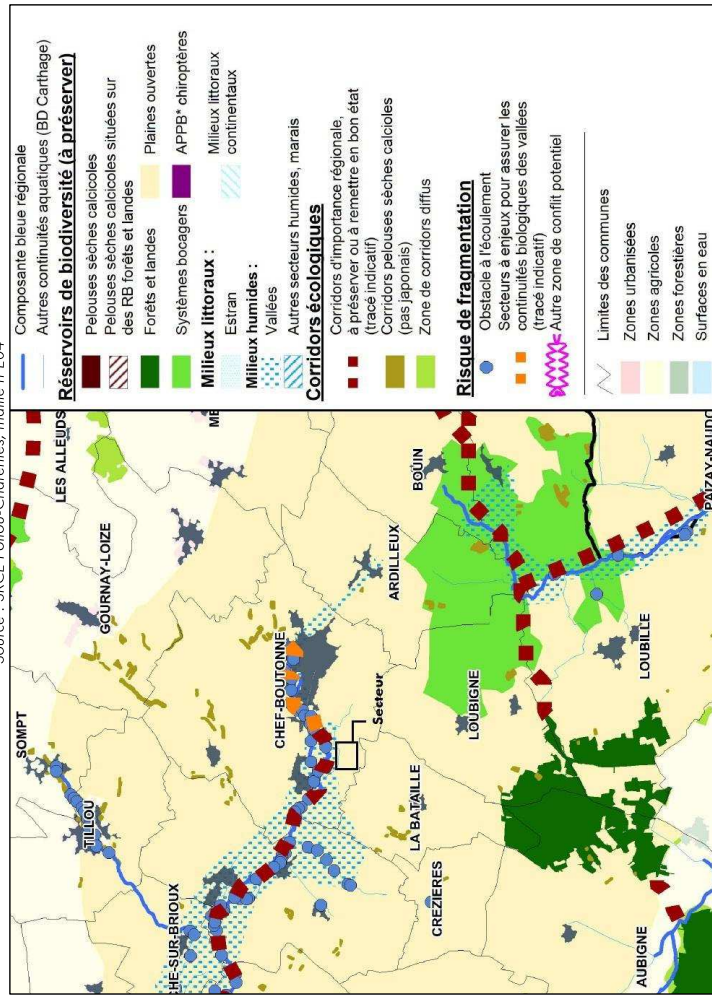 Composante bleue régionale
Autres continuités aquatiques (BD Carthage)
Réservoirs de biodiversité (à préserver)
Pelouses sèches calcicoles
Pelouses sèches calcicoles situées sur
des RB forêts et landes
Forêts et landes
Plaines ouvertes
Systèmes bocagers
APPB* chiroptères
Milieux littoraux :
Estran
Milieux littoraux
continentaux
Milieux humides :
Vallées
Autres secteurs humides, marais
Corridors écologiques
Corridors d'importance régionale,
à préserver ou à remettre en bon état
(tracé indicatif)
Corridors pelouses sèches calcicoles
(pas japonais)
Zone de corridors diffus
Risque de fragmentation
Obstacle à l'écoulement
Secteurs à enjeux pour assurer les
continuités biologiques des vallées
(tracé indicatif)
Autre zone de conflit potentiel
Limites des communes
Zones urbanisées
Zones agricoles
Zones forestières
Surfaces en eau
SOMPT
LES ALLEUDS
GOURNAY-LOIZE
ME
TILLOU
CHE-SUR-BRIOUX
CHEF-BOUTONNE
Secteur
ARDILLEUX
LA BATAILLE
CREZIERES
BOUIN
LOUBIGNE
LOUBILLE
AUBIGNE
PAIZAY-NAUDO